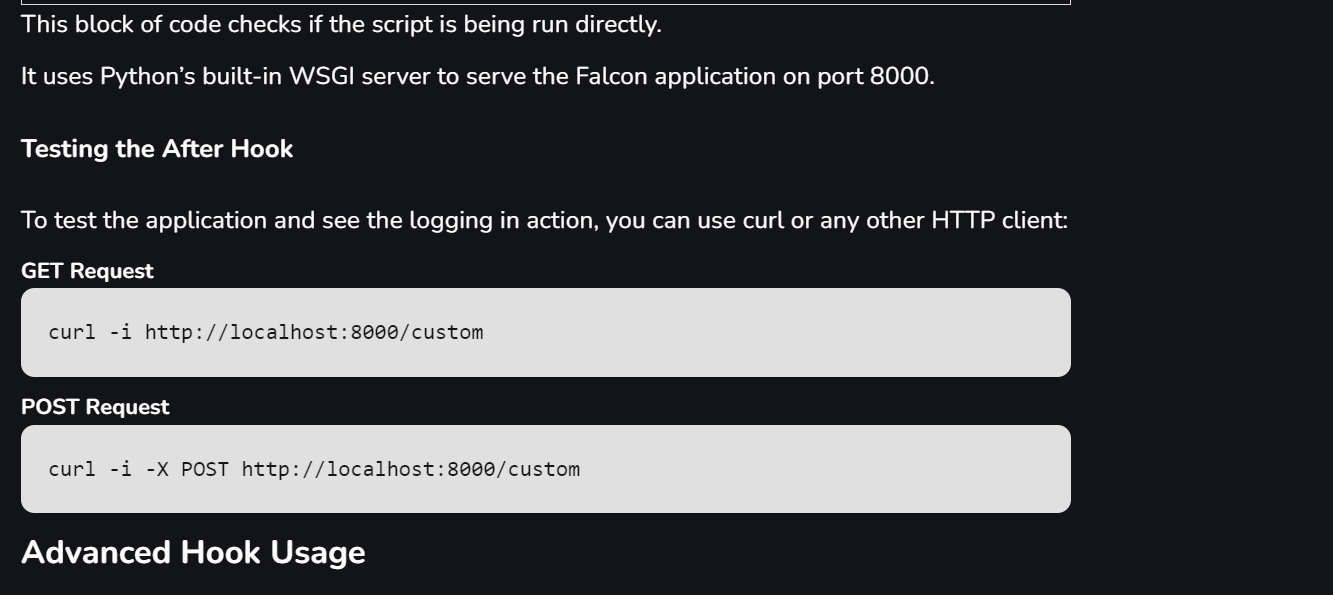 This block of code checks if the script is being run directly.
It uses Python’s built-in WSGI server to serve the Falcon application on port 8000.
Testing the After Hook
To test the application and see the logging in action, you can use curl or any other HTTP client:
GET Request
curl -i http://localhost:8000/custom
POST Request
curl -i -X POST http://localhost:8000/custom
Advanced Hook Usage